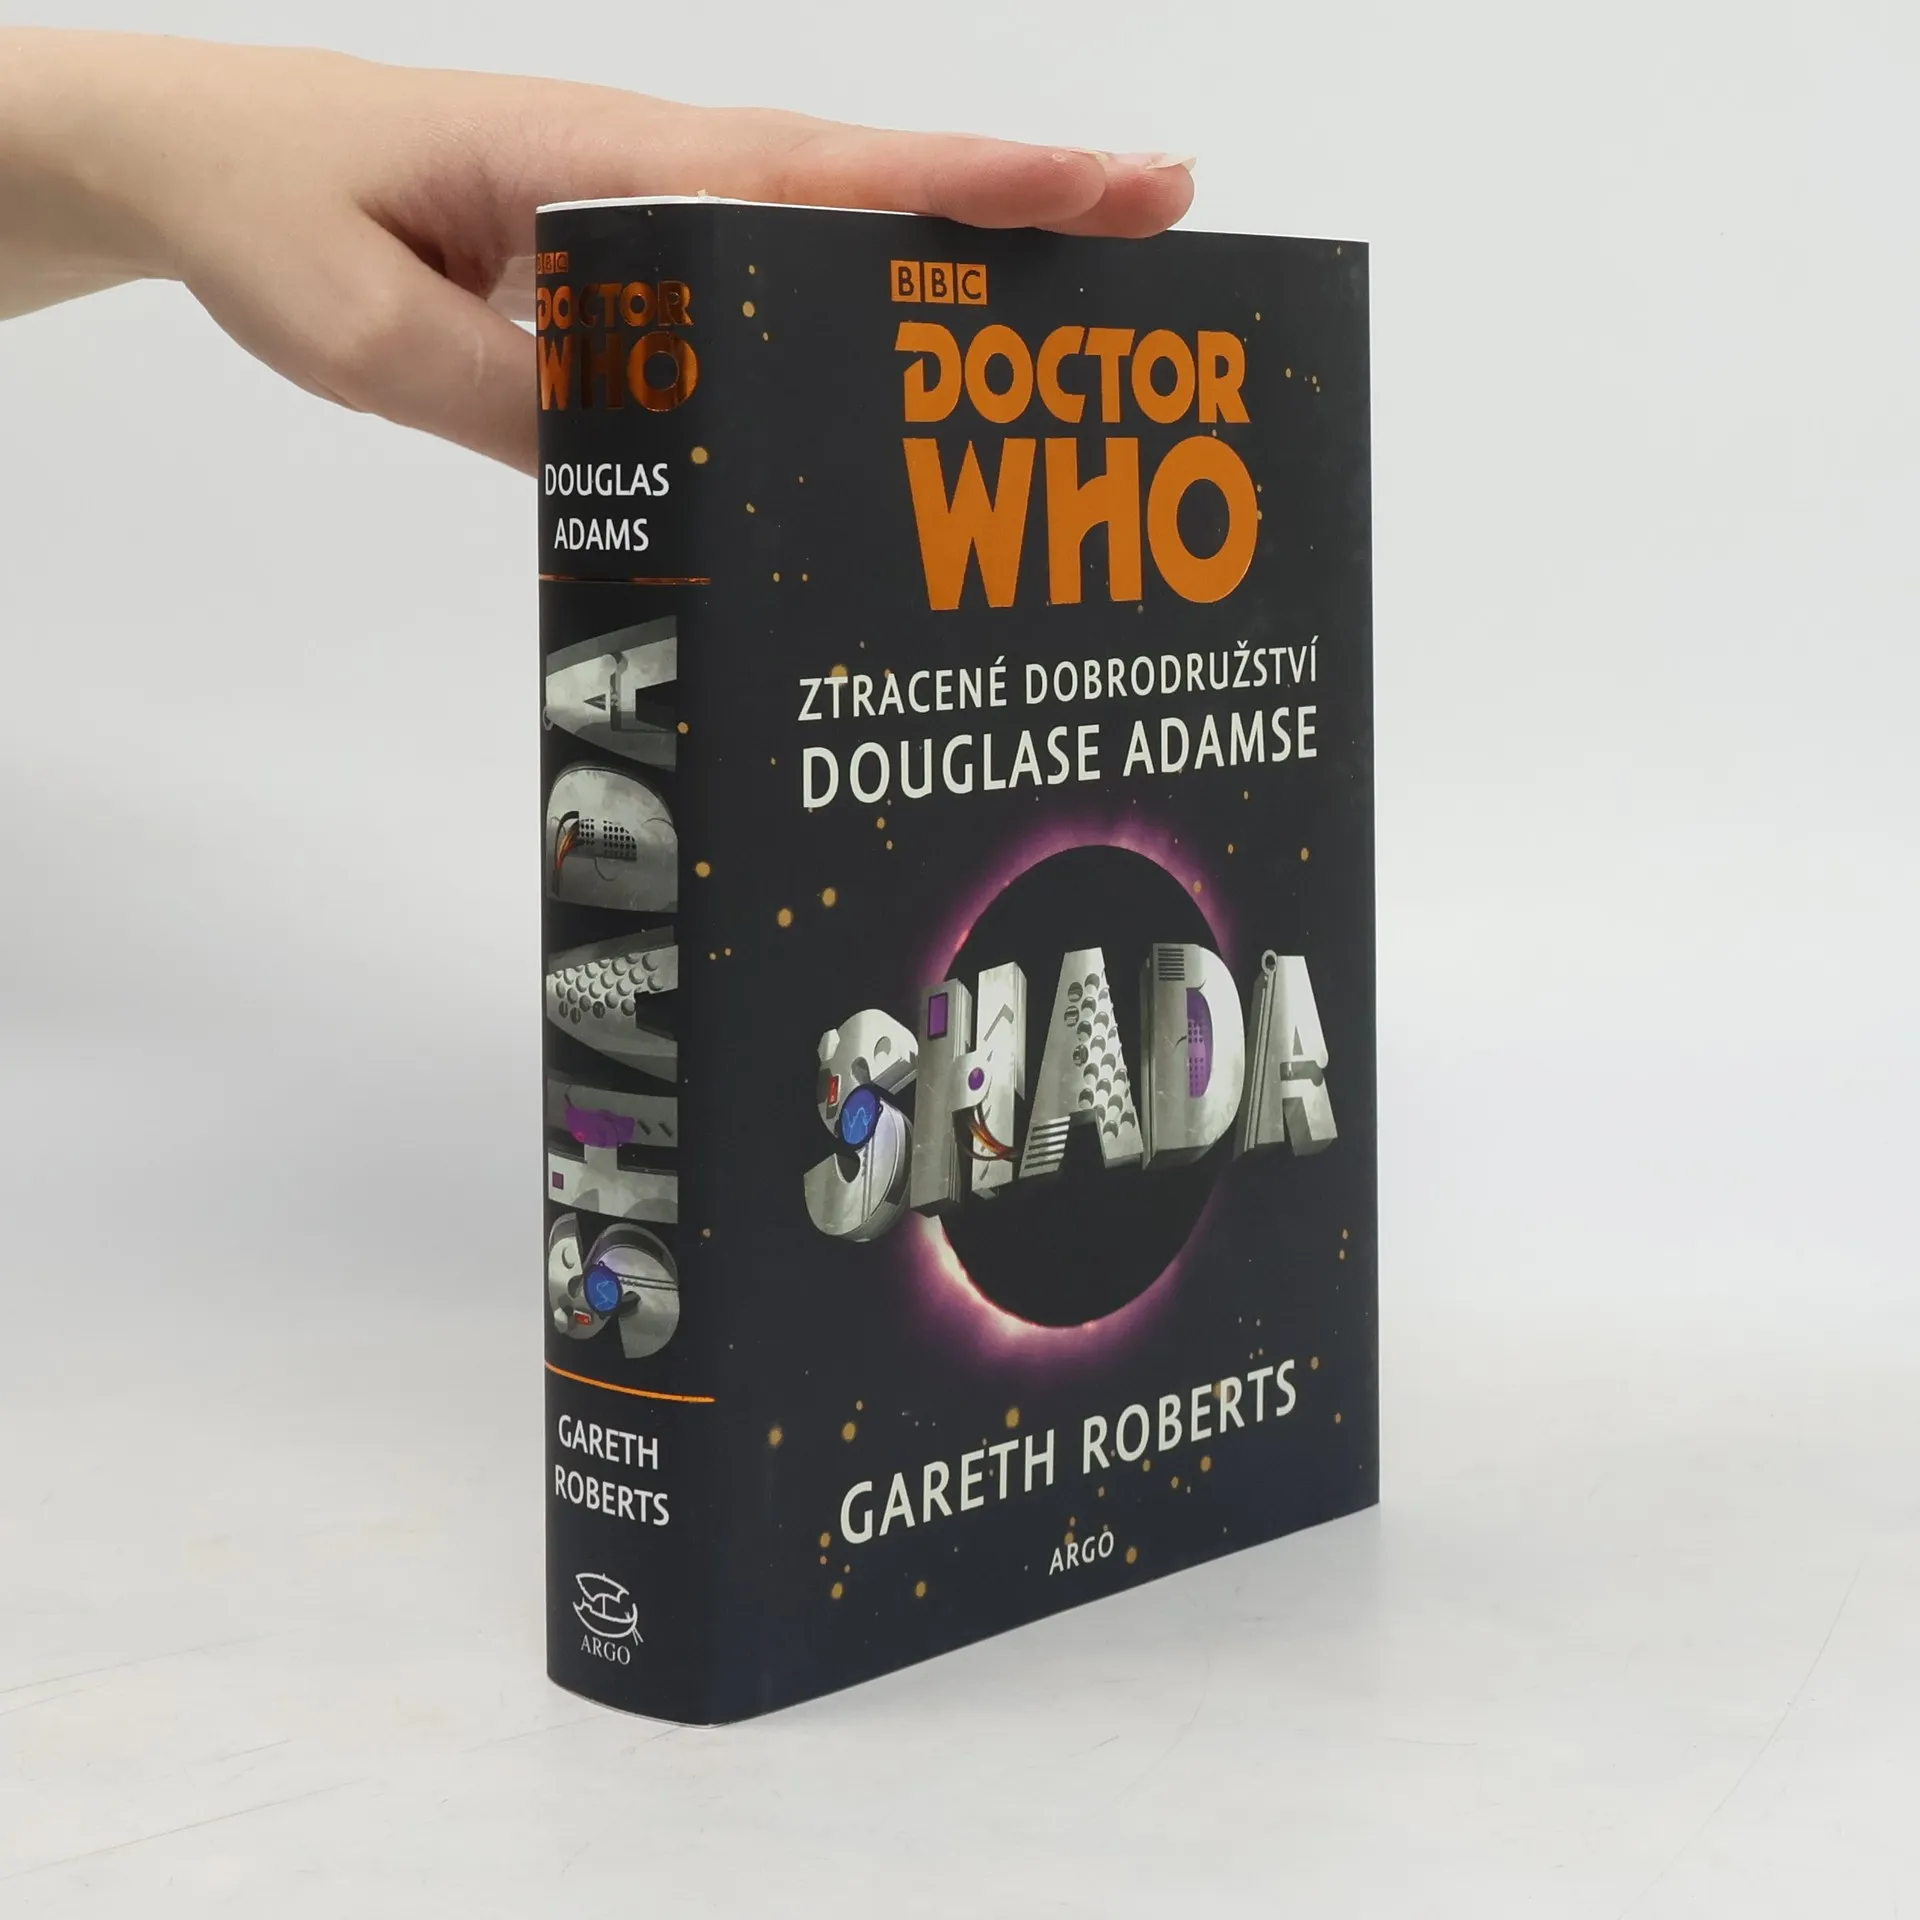 BBC
DOCTOR
WHO
DOUGLAS
ADAMS
SHADA
GARETH
ROBERTS
ARGO
BBC
DOCTOR
WHO
ZTRACENÉ DOBRODRUŽSTVÍ
DOUGLASE ADAMSE
SHADA
GARETH ROBERTS
ARGO